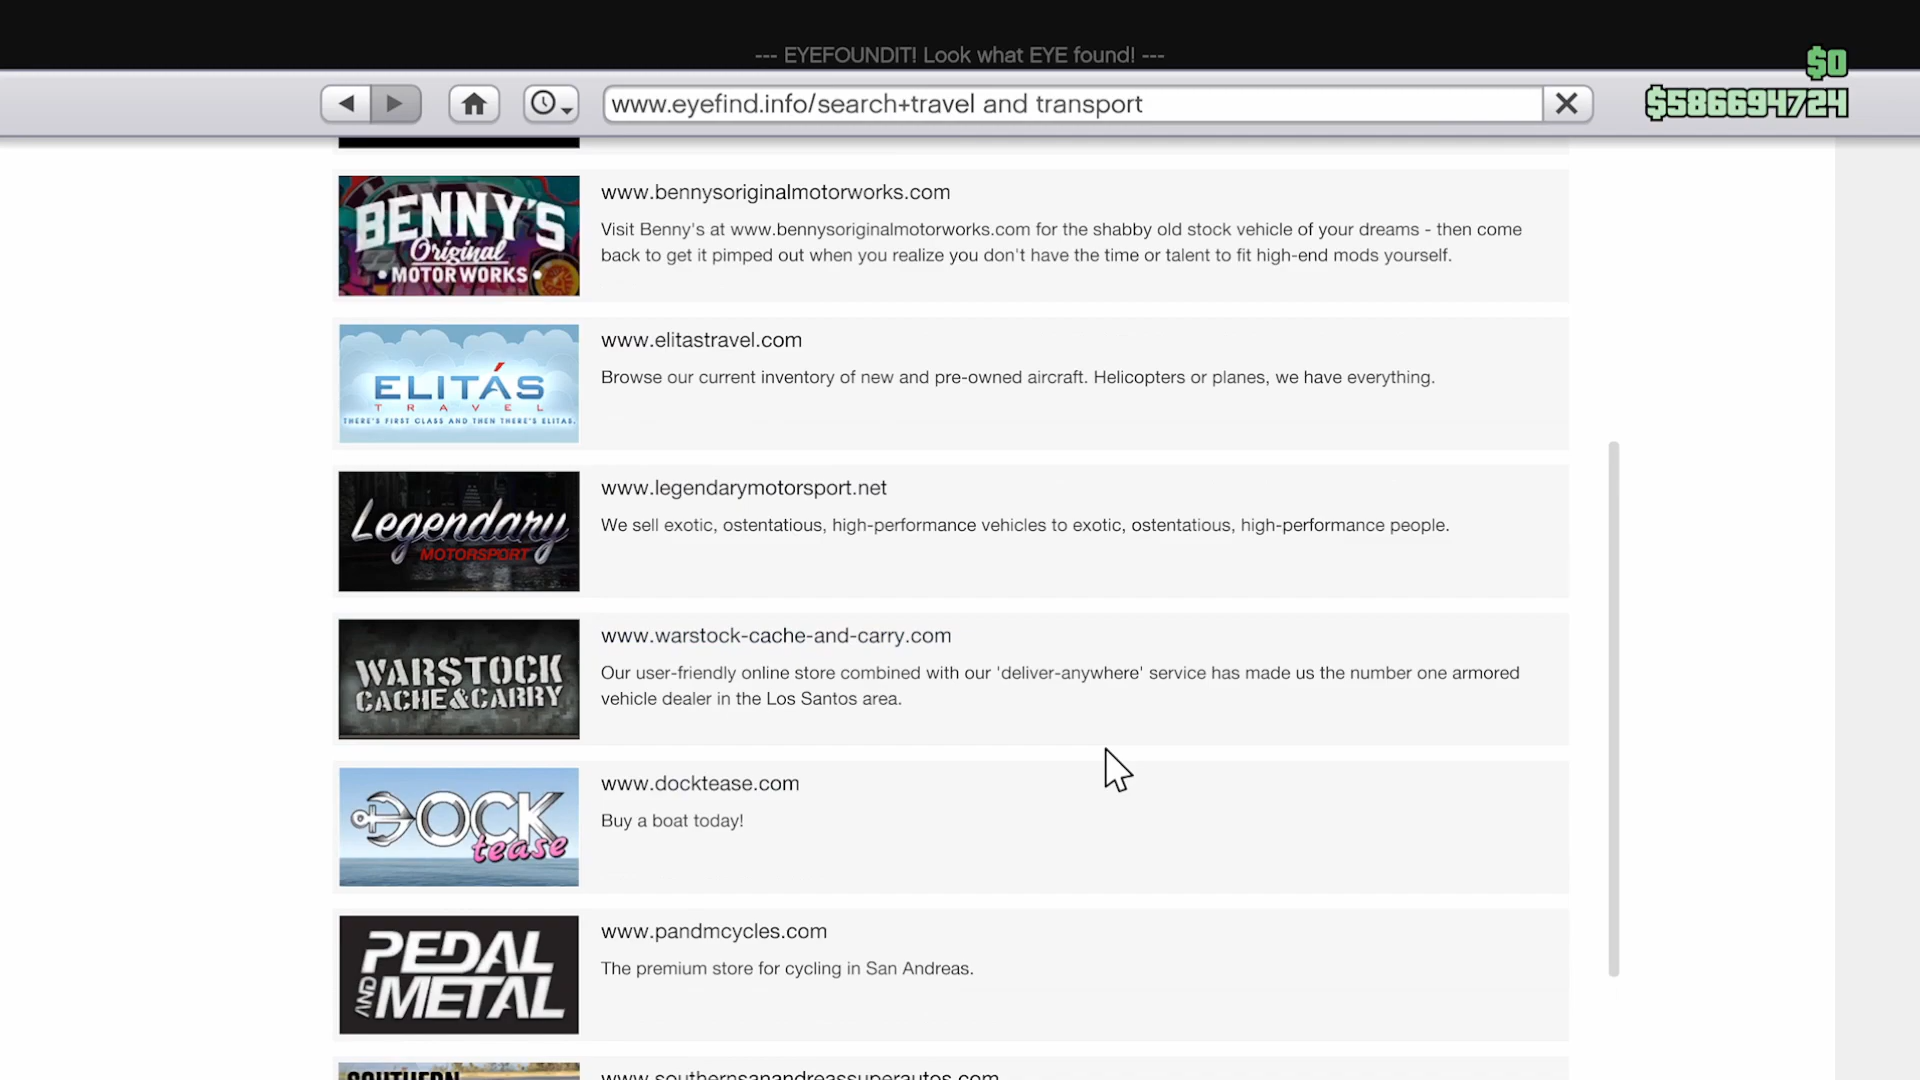 --- EYEFOUNDIT! Look what EYE found! ---
$0
www.eyefind.info/search+travel and transport
$586694724
BENNY'S
Original
MOTOR WORKS
www.bennysoriginalmotorworks.com
Visit Benny's at www.bennysoriginalmotorworks.com for the shabby old stock vehicle of your dreams - then come
back to get it pimped out when you realize you don't have the time or talent to fit high-end mods yourself.
ELITÁS
TRAVEL
THERE'S FIRST CLASS AND THEN THERE'S ELITAS.
www.elitastravel.com
Browse our current inventory of new and pre-owned aircraft. Helicopters or planes, we have everything.
Legendary
MOTORSPORT
www.legendarymotorsport.net
We sell exotic, ostentatious, high-performance vehicles to exotic, ostentatious, high-performance people.
WARSTOCK
CACHE&CARRY
www.warstock-cache-and-carry.com
Our user-friendly online store combined with our 'deliver-anywhere' service has made us the number one armored
vehicle dealer in the Los Santos area.
DOCK
tease
www.docktease.com
Buy a boat today!
PEDAL
AND METAL
www.pandmcycles.com
The premium store for cycling in San Andreas.
SOUTHERN
www.southernsanandreassuperautos.com